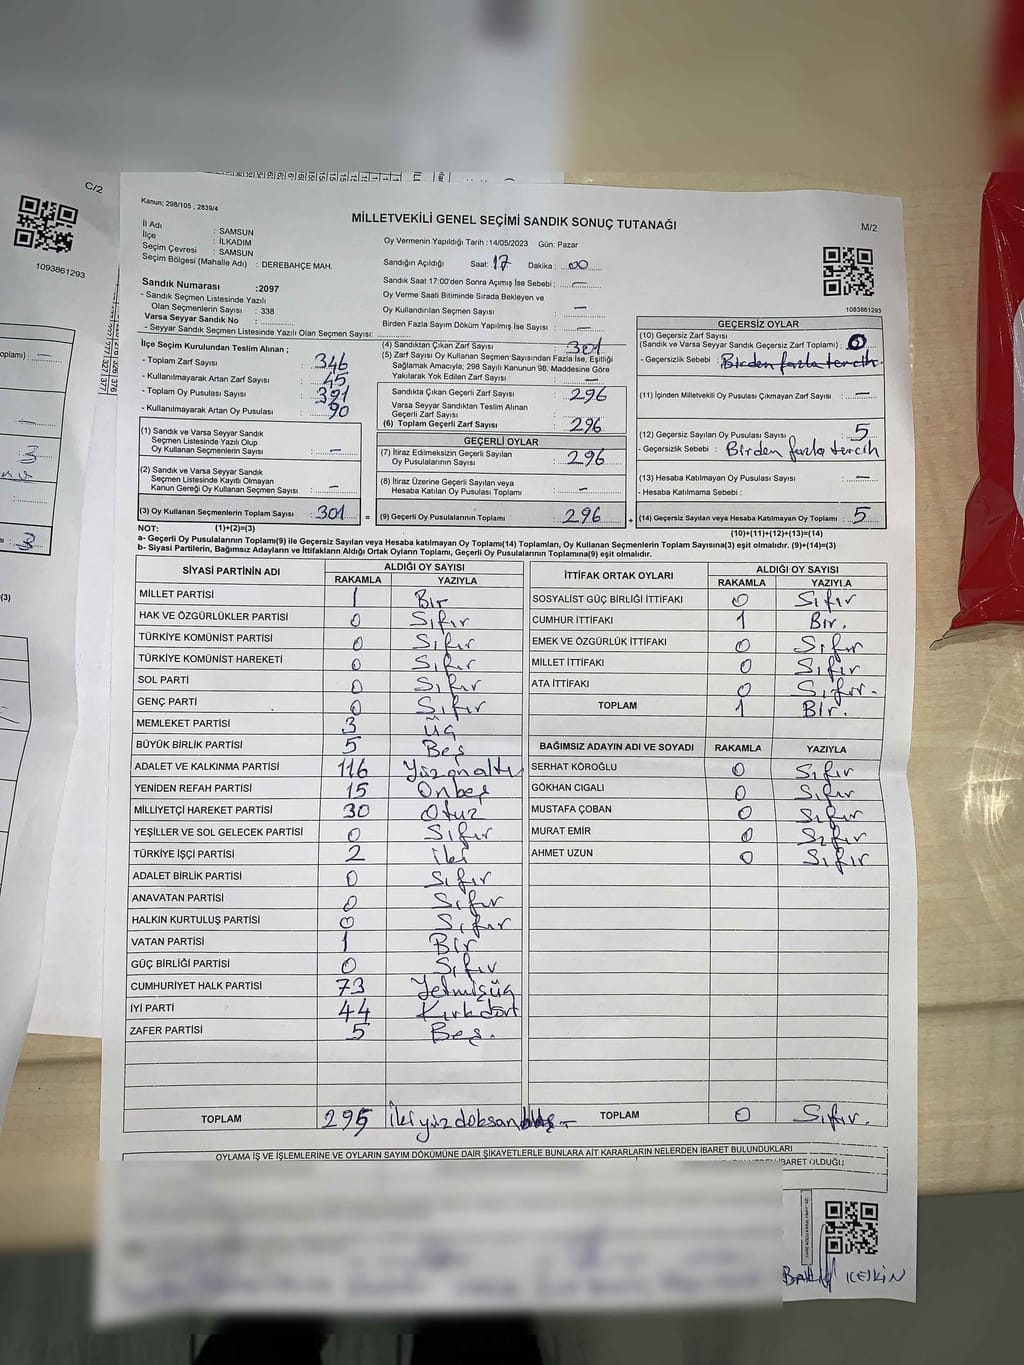 C/2
1093861293
Kanun; 298/105 , 2839/4
MİLLETVEKİLİ GENEL SEÇİMİ SANDIK SONUÇ TUTANAĞI
M/2
İl Adı : SAMSUN
İlçe : İLKADIM
Seçim Çevresi : SAMSUN
Seçim Bölgesi (Mahalle Adı) : DEREBAHÇE MAH.
Oy Vermenin Yapıldığı Tarih :14/05/2023 Gün: Pazar
Sandığın Açıldığı Saat: 17 Dakika : 00
Sandık Saat 17:00'den Sonra Açımış İse Sebebi : —
Oy Verme Saati Bitiminde Sırada Bekleyen ve
Oy Kullandırılan Seçmen Sayısı : —
Birden Fazla Sayım Döküm Yapılmış İse Sayısı : —
1083861293
Sandık Numarası :2097
- Sandık Seçmen Listesinde Yazılı
Olan Seçmenlerin Sayısı : 338
Varsa Seyyar Sandık No :
- Seyyar Sandık Seçmen Listesinde Yazılı Olan Seçmen Sayısı:
İlçe Seçim Kurulundan Teslim Alınan ;
- Toplam Zarf Sayısı : 346
- Kullanılmayarak Artan Zarf Sayısı : 45
- Toplam Oy Pusulası Sayısı : 391
- Kullanılmayarak Artan Oy Pusulası : 90
(1) Sandık ve Varsa Seyyar Sandık
Seçmen Listesinde Yazılı Olup
Oy Kullanan Seçmenlerin Sayısı : —
(2) Sandık ve Varsa Seyyar Sandık
Seçmen Listesinde Kayıtlı Olmayan
Kanun Gereği Oy Kullanan Seçmen Sayısı : —
(3) Oy Kullanan Seçmenlerin Toplam Sayısı : 301 =
(4) Sandıktan Çıkan Zarf Sayısı : 301
(5) Zarf Sayısı Oy Kullanan Seçmen Sayısından Fazla İse, Eşitliği
Sağlamak Amacıyla; 298 Sayılı Kanunun 98. Maddesine Göre
Yakılarak Yok Edilen Zarf Sayısı : —
Sandıkta Çıkan Geçerli Zarf Sayısı : 296
Varsa Seyyar Sandıktan Teslim Alınan
Geçerli Zarf Sayısı :
(6) Toplam Geçerli Zarf Sayısı : 296
GEÇERLİ OYLAR
(7) İtiraz Edilmeksizin Geçerli Sayılan
Oy Pusulalarının Sayısı : 296
(8) İtiraz Üzerine Geçerli Sayılan veya
Hesaba Katılan Oy Pusulası Toplamı : —
(9) Geçerli Oy Pusulalarının Toplamı : 296 +
GEÇERSİZ OYLAR
(10) Geçersiz Zarf Sayısı
(Sandık ve Varsa Seyyar Sandık Geçersiz Zarf Toplamı) : 0
- Geçersizlik Sebebi : Birden fazla tercih
(11) İçinden Milletvekili Oy Pusulası Çıkmayan Zarf Sayısı : —
(12) Geçersiz Sayılan Oy Pusulası Sayısı : 5
- Geçersizlik Sebebi : Birden fazla tercih
(13) Hesaba Katılmayan Oy Pusulası Sayısı : —
- Hesaba Katılmama Sebebi :
(14) Geçersiz Sayılan veya Hesaba Katılmayan Oy Toplamı : 5
(10)+(11)+(12)+(13)=(14)
NOT: (1)+(2)=(3)
a- Geçerli Oy Pusulaları Toplamı(9) ile Geçersiz Sayılan veya Hesaba Katılmayan Oy Toplamı(14) Toplamları, Oy Kullanan Seçmenlerin Toplam Sayısına(3) eşit olmalıdır. (9)+(14)=(3)
b- Siyasi Partilerin, Bağımsız Adayların ve İttifakların Aldığı Ortak Oyların Toplamı, Geçerli Oy Pusulalarının Toplamına(9) eşit olmalıdır.
SİYASİ PARTİNİN ADI ALDIĞI OY SAYISI
RAKAMLA YAZIYLA
MİLLET PARTİSİ 1 Bir
HAK VE ÖZGÜRLÜKLER PARTİSİ 0 Sıfır
TÜRKİYE KOMÜNİST PARTİSİ 0 Sıfır
TÜRKİYE KOMÜNİST HAREKETİ 0 Sıfır
SOL PARTİ 0 Sıfır
GENÇ PARTİ 0 Sıfır
MEMLEKET PARTİSİ 3 Üç
BÜYÜK BİRLİK PARTİSİ 5 Beş
ADALET VE KALKINMA PARTİSİ 116 Yüzonaltı
YENİDEN REFAH PARTİSİ 15 Onbeş
MİLLİYETÇİ HAREKET PARTİSİ 30 Otuz
YEŞİLLER VE SOL GELECEK PARTİSİ 0 Sıfır
TÜRKİYE İŞÇİ PARTİSİ 2 İki
ADALET BİRLİK PARTİSİ 0 Sıfır
ANAVATAN PARTİSİ 0 Sıfır
HALKIN KURTULUŞ PARTİSİ 0 Sıfır
VATAN PARTİSİ 1 Bir
GÜÇ BİRLİĞİ PARTİSİ 0 Sıfır
CUMHURİYET HALK PARTİSİ 73 Yetmişüç
İYİ PARTİ 44 Kırkdört
ZAFER PARTİSİ 5 Beş.
TOPLAM 295 İkiyüzdoksan
İTTİFAK ORTAK OYLARI ALDIĞI OY SAYISI
RAKAMLA YAZIYLA
SOSYALİST GÜÇ BİRLİĞİ İTTİFAKI 0 Sıfır
CUMHUR İTTİFAKI 1 Bir.
EMEK VE ÖZGÜRLÜK İTTİFAKI 0 Sıfır
MİLLET İTTİFAKI 0 Sıfır
ATA İTTİFAKI 0 Sıfır.
TOPLAM 1 Bir.
BAĞIMSIZ ADAYIN ADI VE SOYADI RAKAMLA YAZIYLA
SERHAT KÖROĞLU 0 Sıfır
GÖKHAN CIGALI 0 Sıfır
MUSTAFA ÇOBAN 0 Sıfır
MURAT EMİR 0 Sıfır
AHMET UZUN 0 Sıfır
TOPLAM 0 Sıfır.
OYLAMA İŞ VE İŞLEMLERİNE VE OYLARIN SAYIM DÖKÜMÜNE DAİR ŞİKAYETLERLE BUNLARA AİT KARARLARIN NELERDEN İBARET BULUNDUKLARI
İBARET OLDUĞU
KESKİN